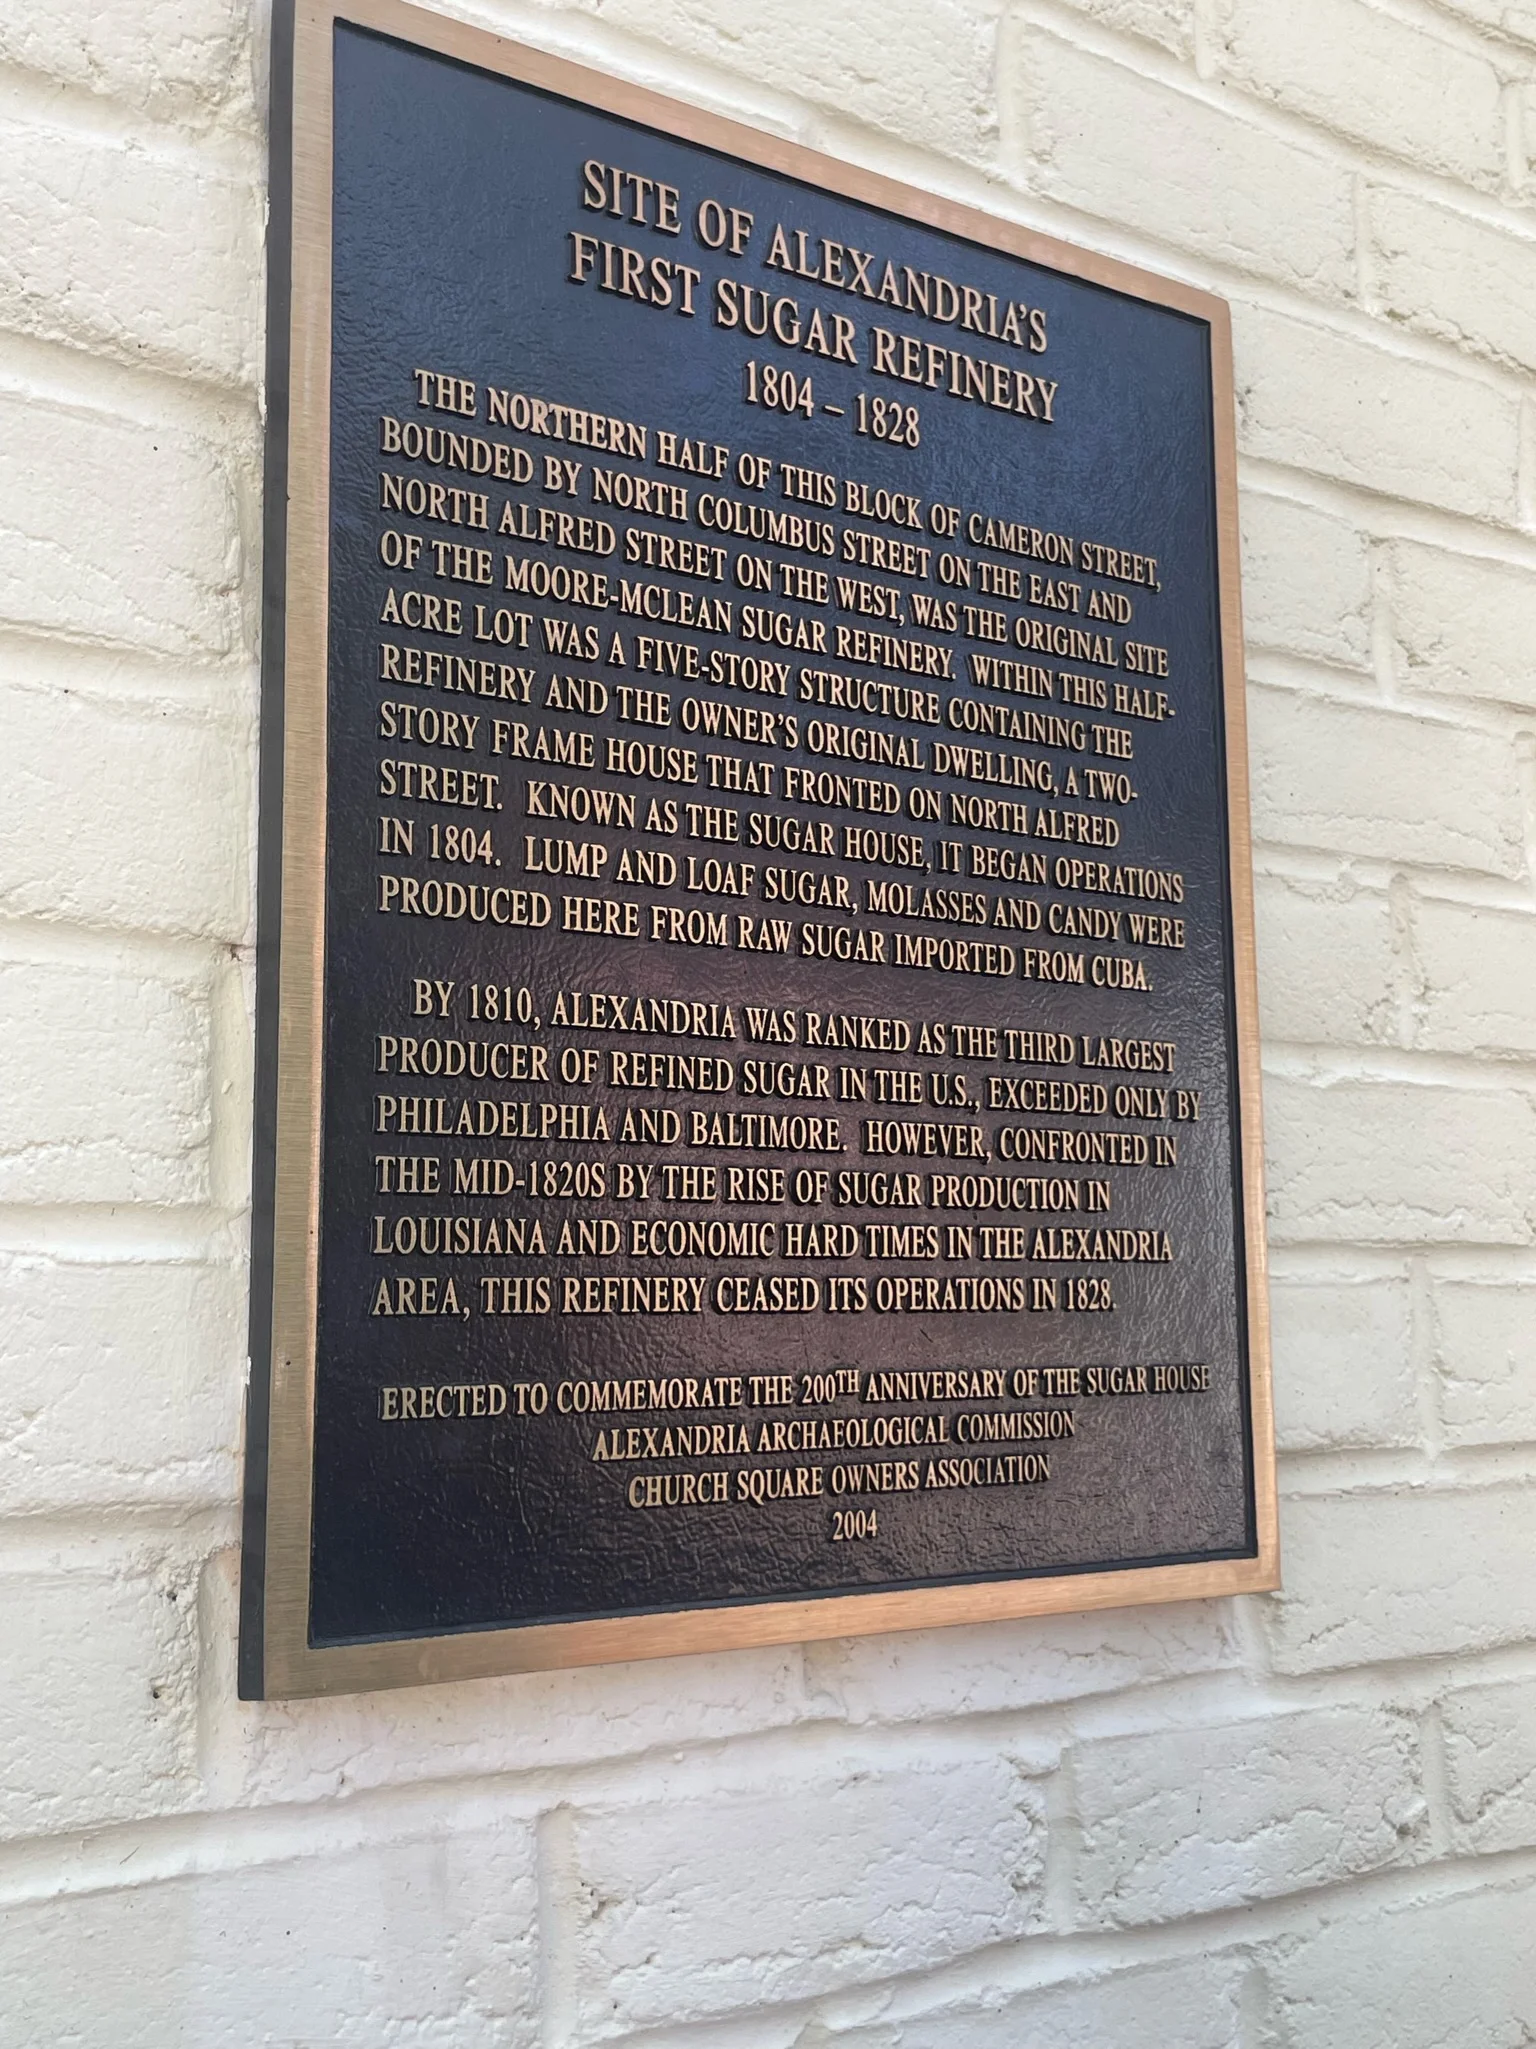 SITE OF ALEXANDRIA'S
FIRST SUGAR REFINERY
1804 – 1828
THE NORTHERN HALF OF THIS BLOCK OF CAMERON STREET,
BOUNDED BY NORTH COLUMBUS STREET ON THE EAST AND
NORTH ALFRED STREET ON THE WEST, WAS THE ORIGINAL SITE
OF THE MOORE-MCLEAN SUGAR REFINERY. WITHIN THIS HALF-
ACRE LOT WAS A FIVE-STORY STRUCTURE CONTAINING THE
REFINERY AND THE OWNER'S ORIGINAL DWELLING, A TWO-
STORY FRAME HOUSE THAT FRONTED ON NORTH ALFRED
STREET. KNOWN AS THE SUGAR HOUSE, IT BEGAN OPERATIONS
IN 1804. LUMP AND LOAF SUGAR, MOLASSES AND CANDY WERE
PRODUCED HERE FROM RAW SUGAR IMPORTED FROM CUBA.
BY 1810, ALEXANDRIA WAS RANKED AS THE THIRD LARGEST
PRODUCER OF REFINED SUGAR IN THE U.S., EXCEEDED ONLY BY
PHILADELPHIA AND BALTIMORE. HOWEVER, CONFRONTED IN
THE MID-1820S BY THE RISE OF SUGAR PRODUCTION IN
LOUISIANA AND ECONOMIC HARD TIMES IN THE ALEXANDRIA
AREA, THIS REFINERY CEASED ITS OPERATIONS IN 1828.
ERECTED TO COMMEMORATE THE 200TH ANNIVERSARY OF THE SUGAR HOUSE
ALEXANDRIA ARCHAEOLOGICAL COMMISSION
CHURCH SQUARE OWNERS ASSOCIATION
2004